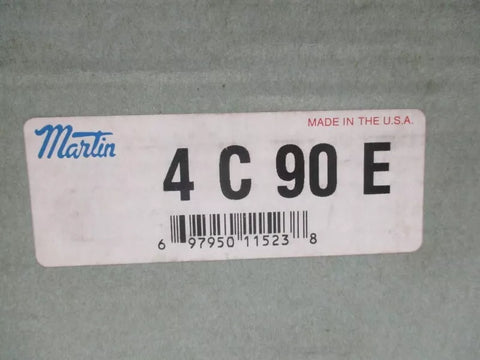 MADE IN THE U.S.A.
Martin
4 C 90 E
6 97950 11523 8